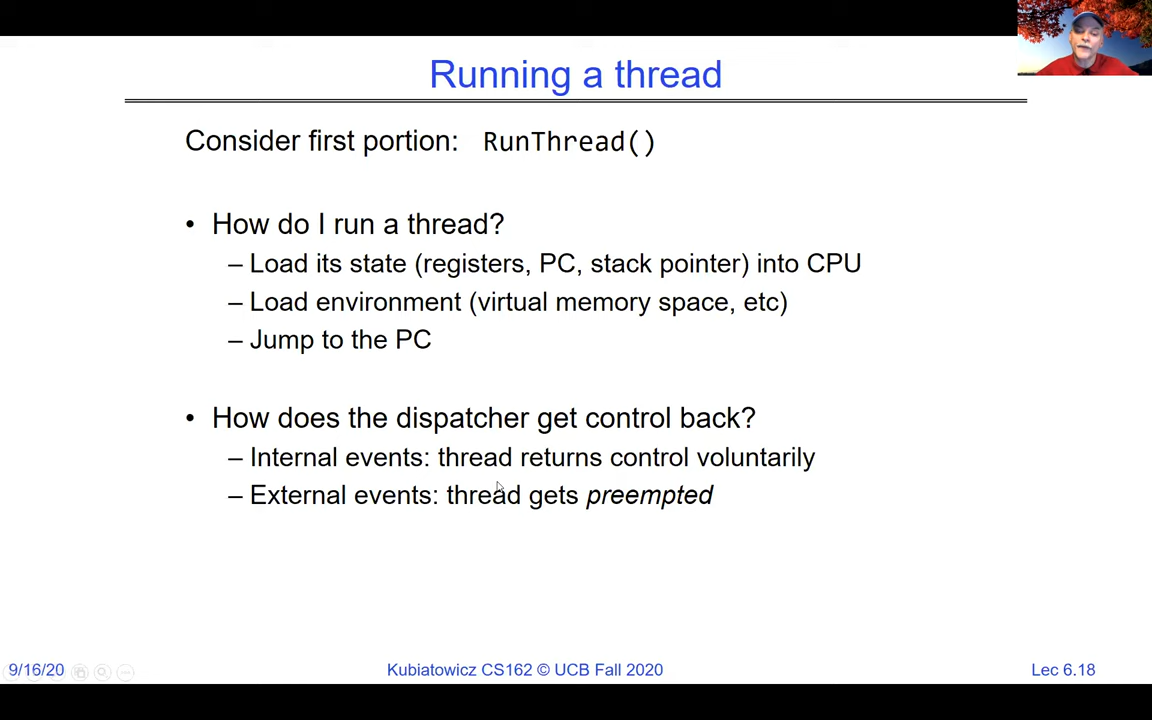 Running a thread
Consider first portion: RunThread()
• How do I run a thread?
– Load its state (registers, PC, stack pointer) into CPU
– Load environment (virtual memory space, etc)
– Jump to the PC
• How does the dispatcher get control back?
– Internal events: thread returns control voluntarily
– External events: thread gets preempted
9/16/20
Kubiatowicz CS162 © UCB Fall 2020
Lec 6.18